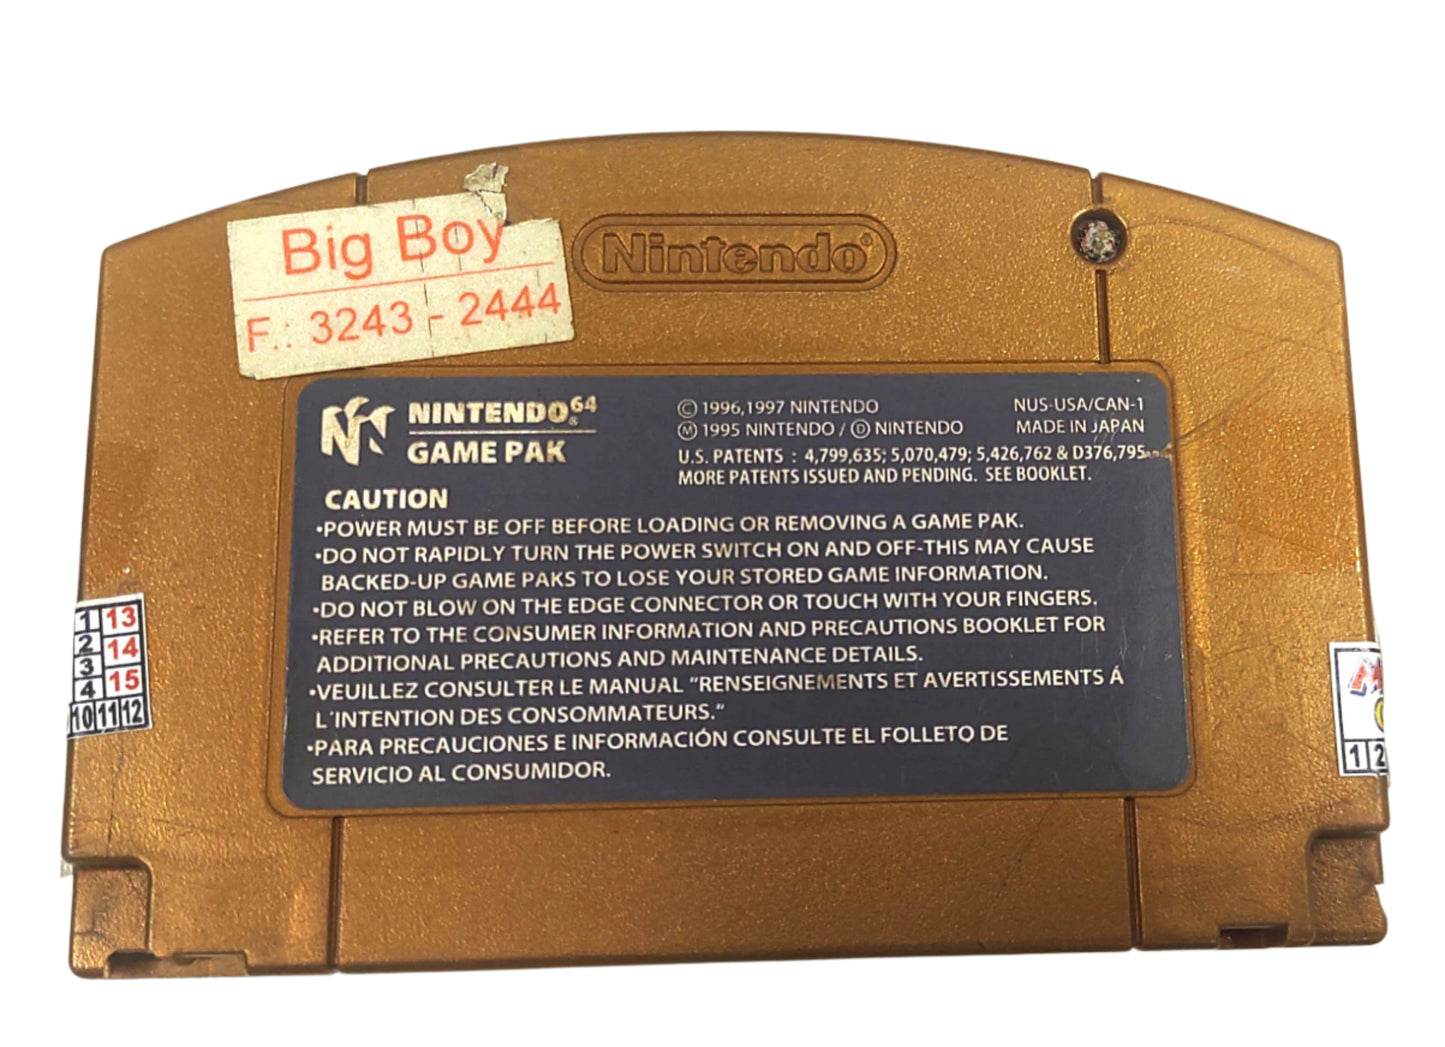 Big Boy
F.: 3243 - 2444
Nintendo®
NINTENDO64®
GAME PAK
© 1996,1997 NINTENDO
Ⓜ 1995 NINTENDO / Ⓓ NINTENDO
NUS-USA/CAN-1
MADE IN JAPAN
U.S. PATENTS : 4,799,635; 5,070,479; 5,426,762 & D376,795
MORE PATENTS ISSUED AND PENDING. SEE BOOKLET.
CAUTION
•POWER MUST BE OFF BEFORE LOADING OR REMOVING A GAME PAK.
•DO NOT RAPIDLY TURN THE POWER SWITCH ON AND OFF-THIS MAY CAUSE
BACKED-UP GAME PAKS TO LOSE YOUR STORED GAME INFORMATION.
•DO NOT BLOW ON THE EDGE CONNECTOR OR TOUCH WITH YOUR FINGERS.
•REFER TO THE CONSUMER INFORMATION AND PRECAUTIONS BOOKLET FOR
ADDITIONAL PRECAUTIONS AND MAINTENANCE DETAILS.
•VEUILLEZ CONSULTER LE MANUAL "RENSEIGNEMENTS ET AVERTISSEMENTS Á
L'INTENTION DES CONSOMMATEURS."
•PARA PRECAUCIONES E INFORMACIÓN CONSULTE EL FOLLETO DE
SERVICIO AL CONSUMIDOR.
1 13
2 14
3
4 15
10 11 12
1 2